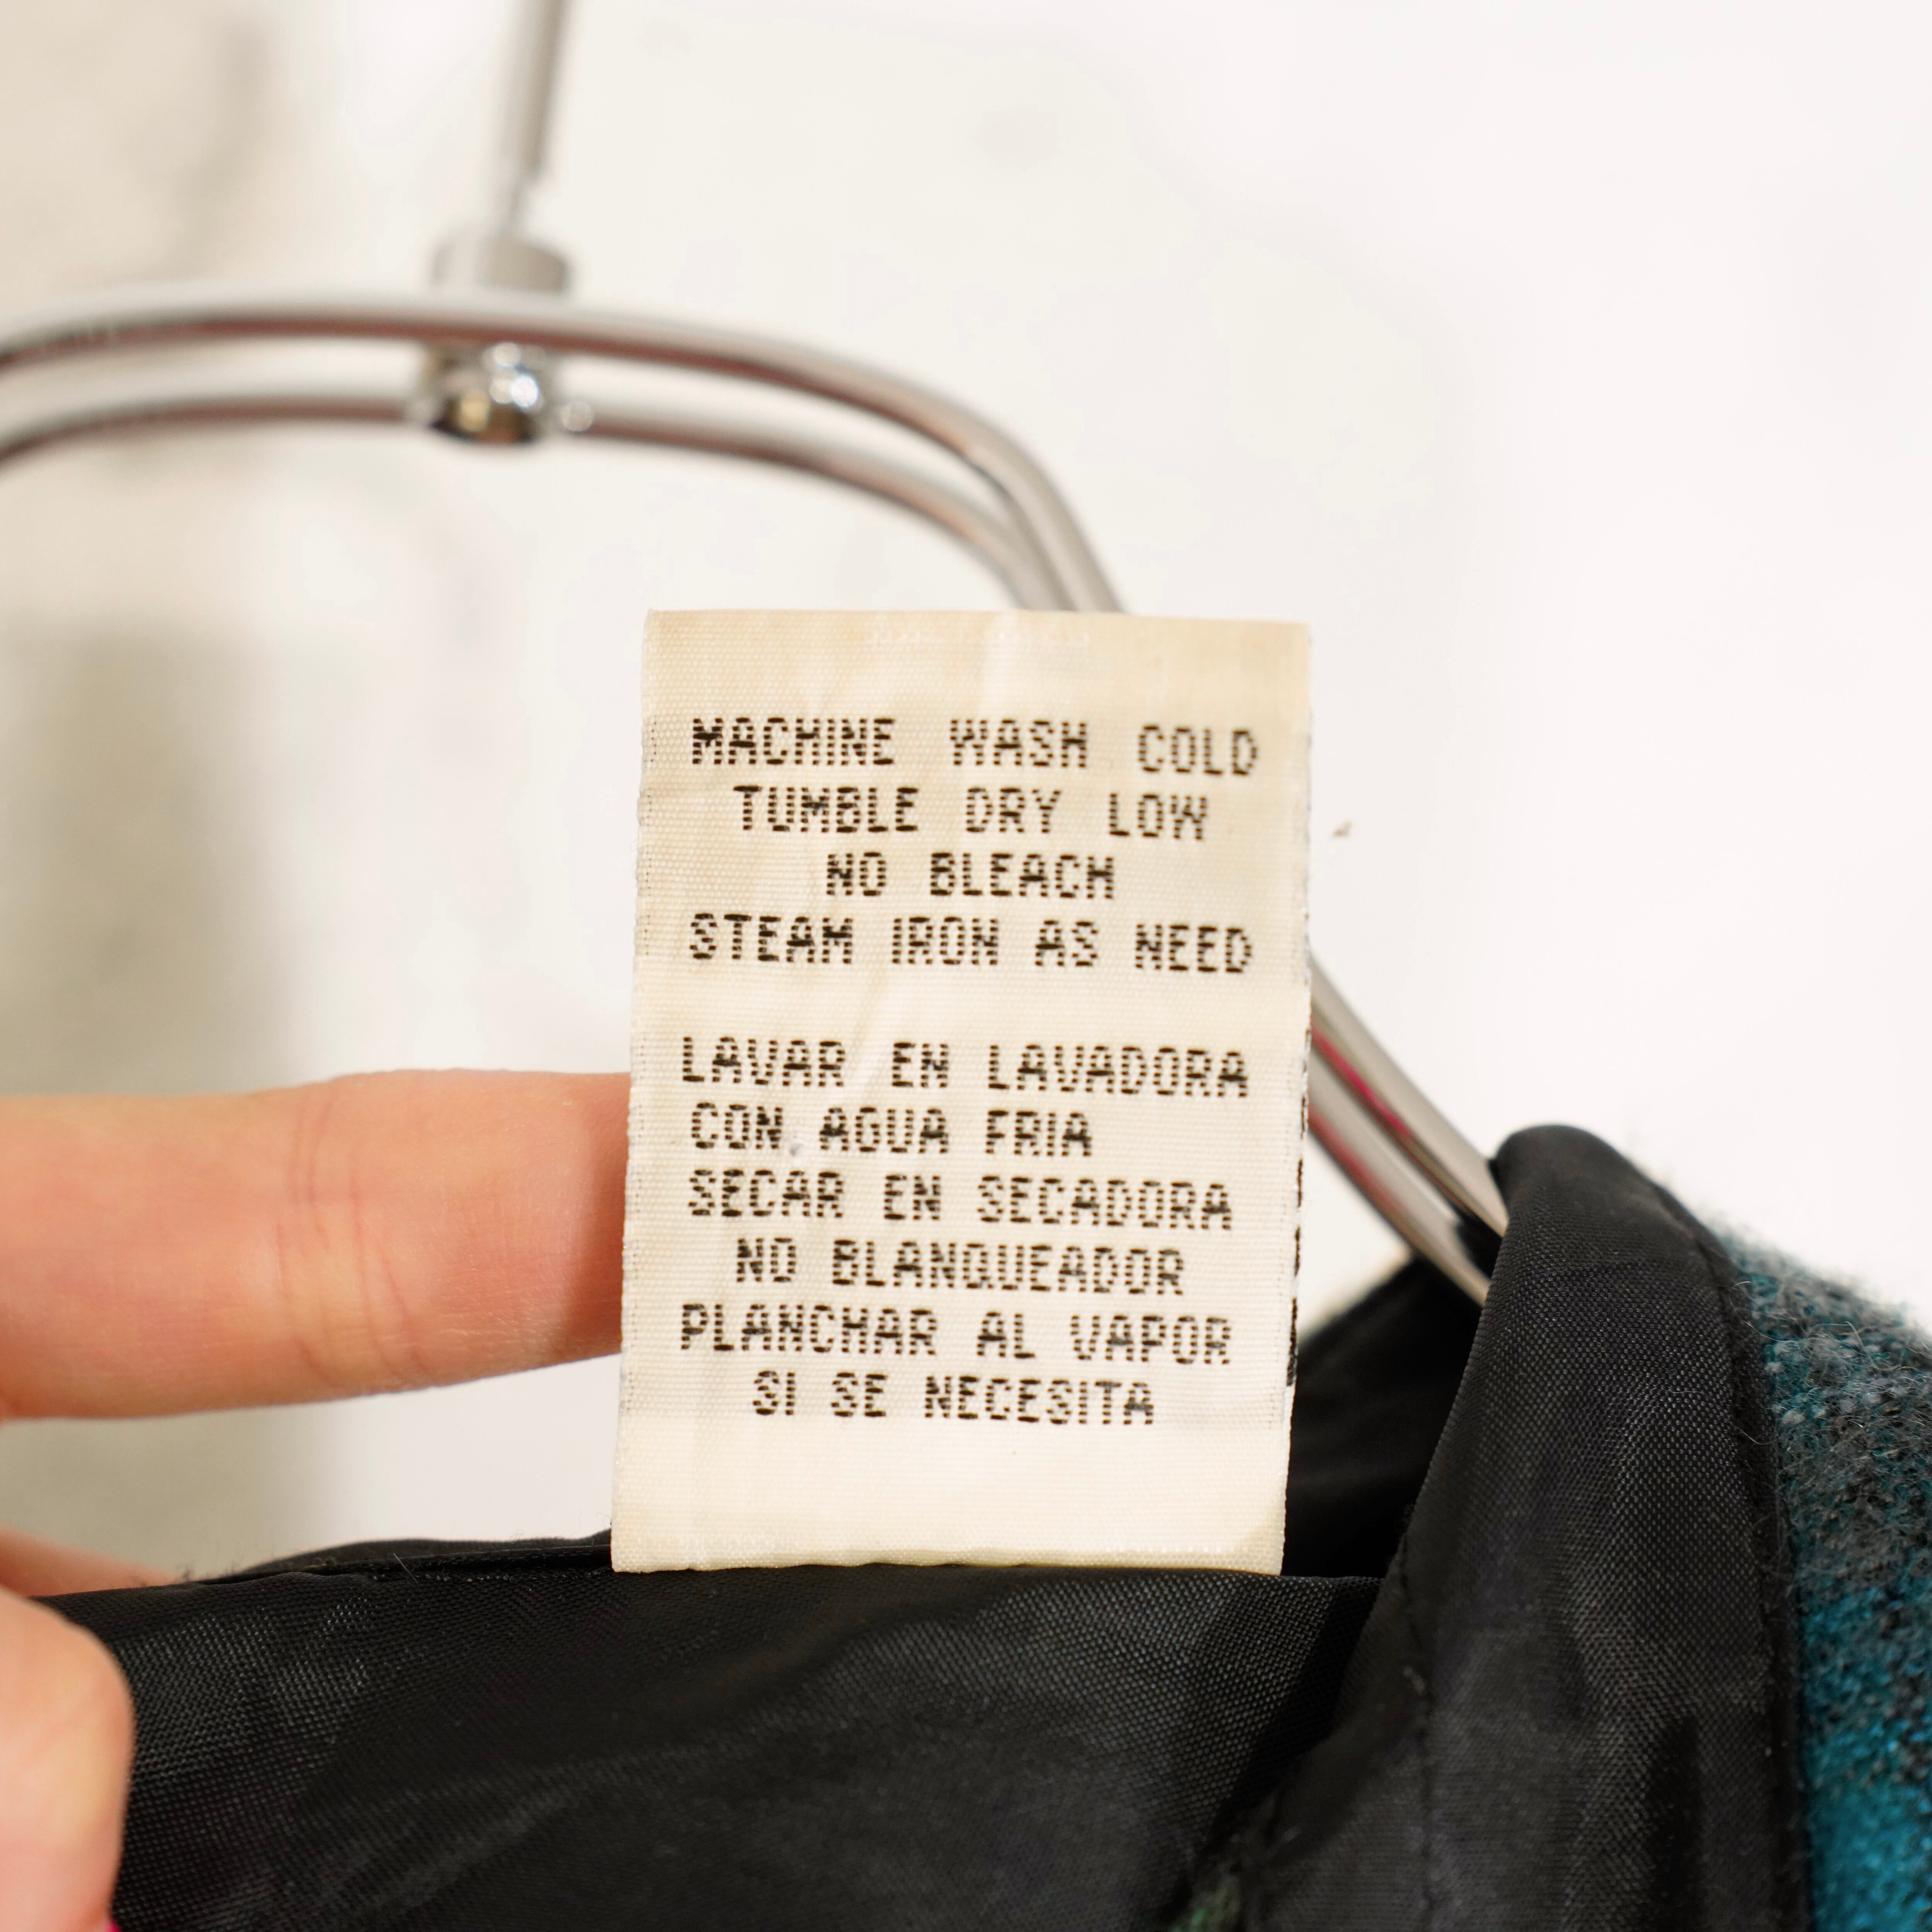 MACHINE WASH COLD
TUMBLE DRY LOW
NO BLEACH
STEAM IRON AS NEED
LAVAR EN LAVADORA
CON AGUA FRIA
SECAR EN SECADORA
NO BLANQUEADOR
PLANCHAR AL VAPOR
SI SE NECESITA